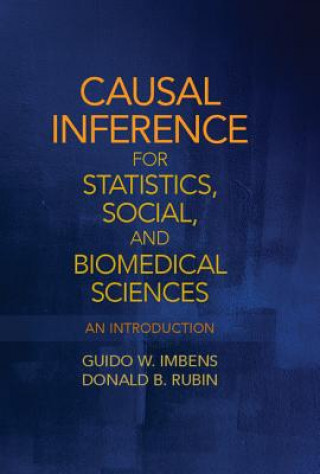 CAUSAL
INFERENCE
FOR
STATISTICS,
SOCIAL,
AND
BIOMEDICAL
SCIENCES
AN INTRODUCTION
GUIDO W. IMBENS
DONALD B. RUBIN